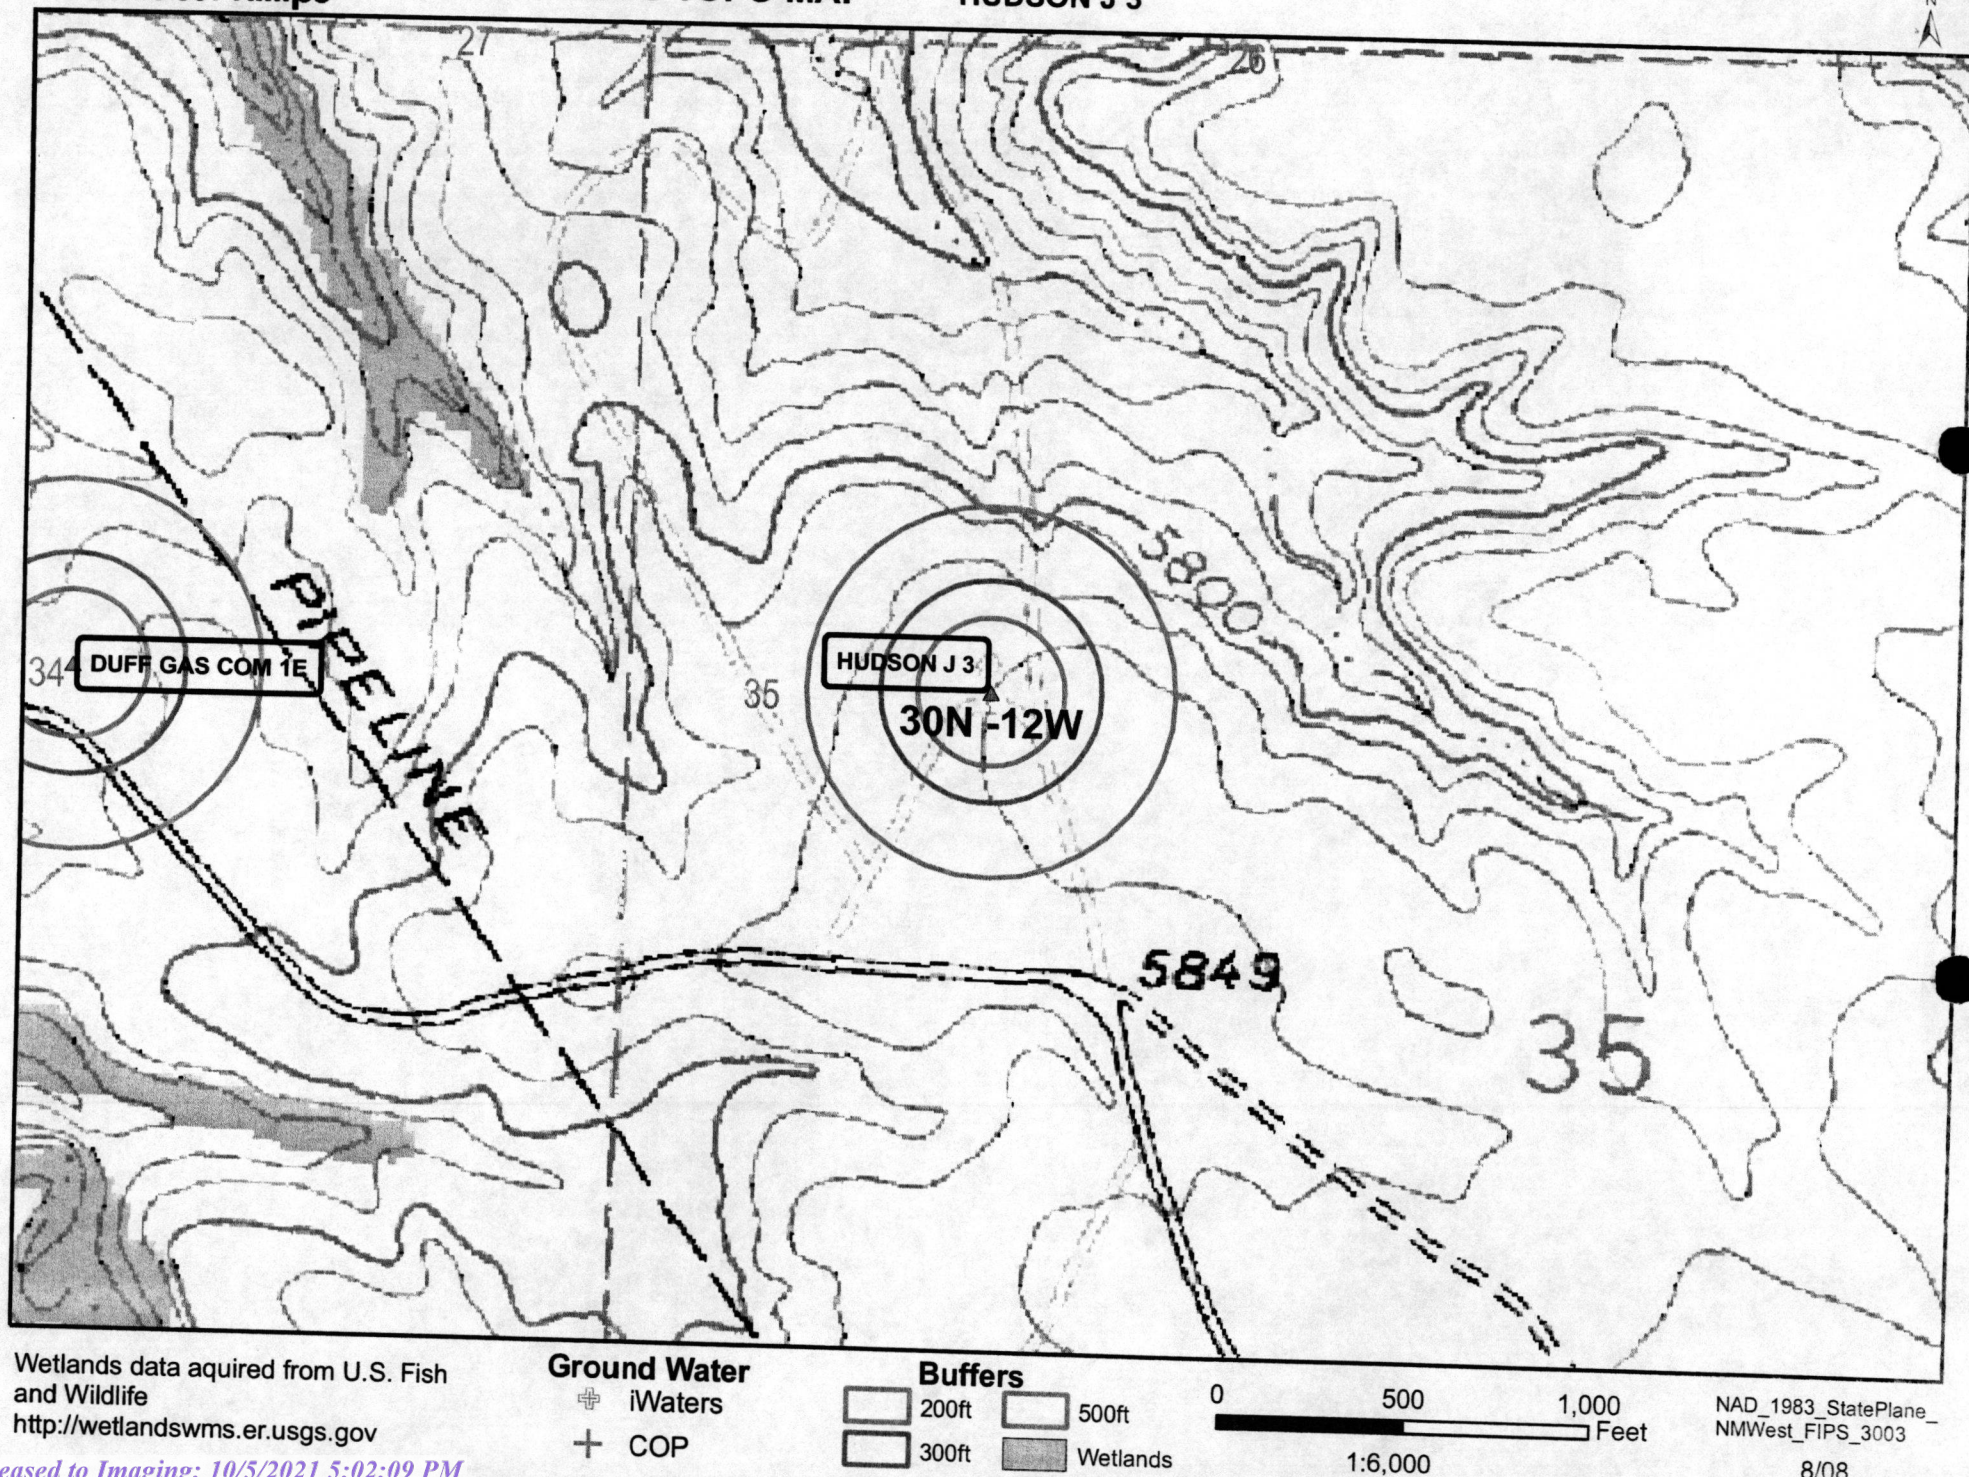 HUDSON J 3
N
27
26
5800
PIPELINE
34
DUFF GAS COM 1E
35
HUDSON J 3
30N -12W
5849
35
Wetlands data aquired from U.S. Fish
and Wildlife
http://wetlandswms.er.usgs.gov
Ground Water
iWaters
COP
Buffers
200ft
500ft
300ft
Wetlands
0 500 1,000
Feet
1:6,000
NAD_1983_StatePlane_
NMWest_FIPS_3003
8/08
to Imaging: 10/5/2021 5:02:09 PM